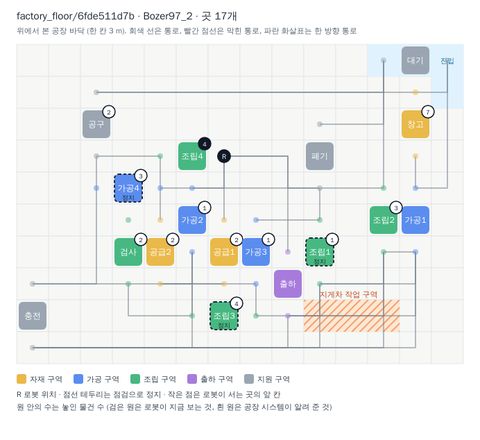 factory_floor/6fde511d7b · Bozer97_2 · 곳 17개
위에서 본 공장 바닥 (한 칸 3 m). 회색 선은 통로, 빨간 점선은 막힌 통로, 파란 화살표는 한 방향 통로
대기
진입
2
공구
7
창고
4
조립4
R
폐기
3
가공4
정지
1
가공2
3
조립2
가공1
2
검사
2
공급2
2
공급1
1
가공3
1
조립1
정지
출하
지게차 작업 구역
충전
4
조립3
정지
자재 구역
가공 구역
조립 구역
출하 구역
지원 구역
R 로봇 위치 · 점선 테두리는 점검으로 정지 · 작은 점은 로봇이 서는 곳의 앞 칸
원 안의 수는 놓인 물건 수 (검은 원은 로봇이 지금 보는 것, 흰 원은 공장 시스템이 알려 준 것)